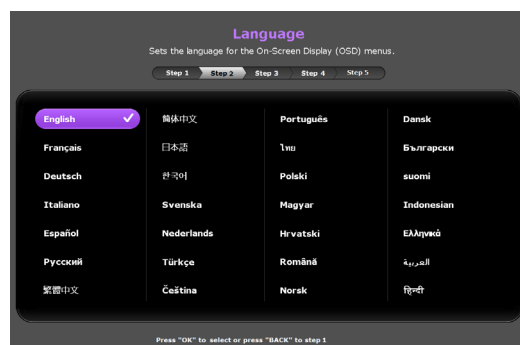 Language
Sets the language for the On-Screen Display (OSD) menus.
Step 1 Step 2 Step 3 Step 4 Step 5
English 簡体中文 Português Dansk
Français 日本語 ไทย Български
Deutsch 한국어 Polski suomi
Italiano Svenska Magyar Indonesian
Español Nederlands Hrvatski Ελληνικά
Русский Türkçe Română العربية
繁體中文 Čeština Norsk हिन्दी
Press "OK" to select or press "BACK" to step 1